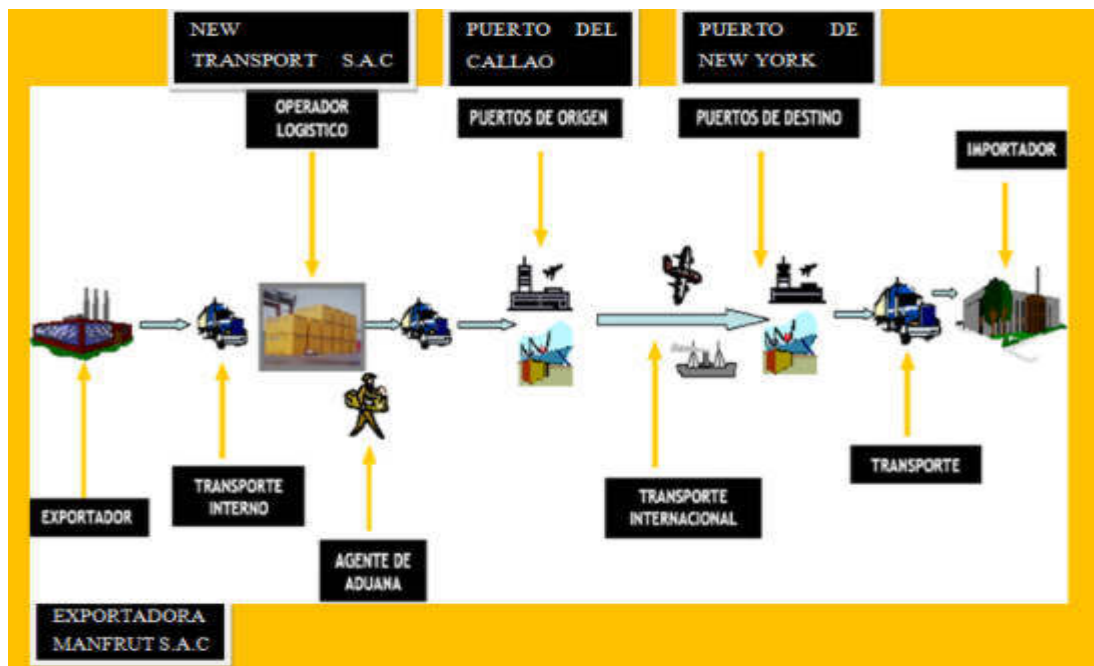 NEW
TRANSPORT S.A.C
PUERTO DEL
CALLAO
PUERTO DE
NEW YORK
OPERADOR
LOGISTICO
PUERTOS DE ORIGEN
PUERTOS DE DESTINO
IMPORTADOR
EXPORTADOR
TRANSPORTE
INTERNO
AGENTE DE
ADUANA
TRANSPORTE
INTERNACIONAL
TRANSPORTE
EXPORTADORA
MANFRUT S.A.C